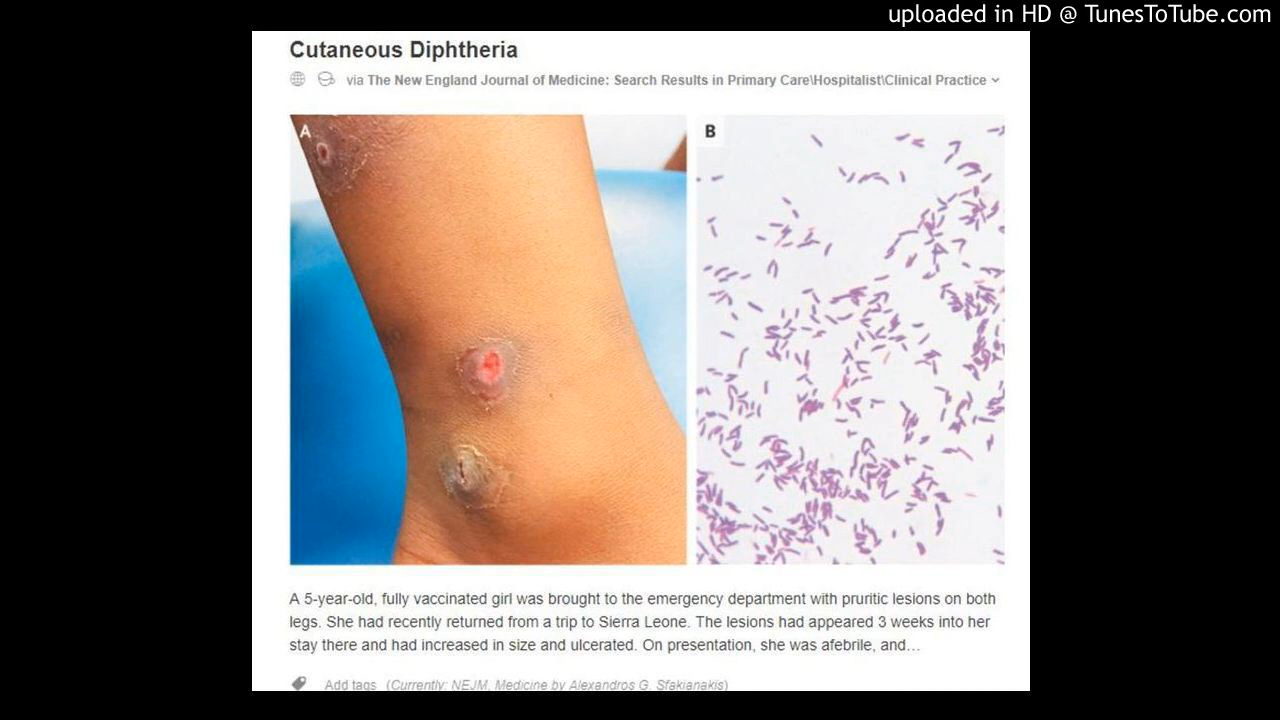 uploaded in HD @ TunesToTube.com
Cutaneous Diphtheria
via The New England Journal of Medicine: Search Results in Primary Care\Hospitalist\Clinical Practice
A
B
A 5-year-old, fully vaccinated girl was brought to the emergency department with pruritic lesions on both
legs. She had recently returned from a trip to Sierra Leone. The lesions had appeared 3 weeks into her
stay there and had increased in size and ulcerated. On presentation, she was afebrile, and…
Add tags (Currently: NEJM, Medicine by Alexandros G. Sfakianakis)